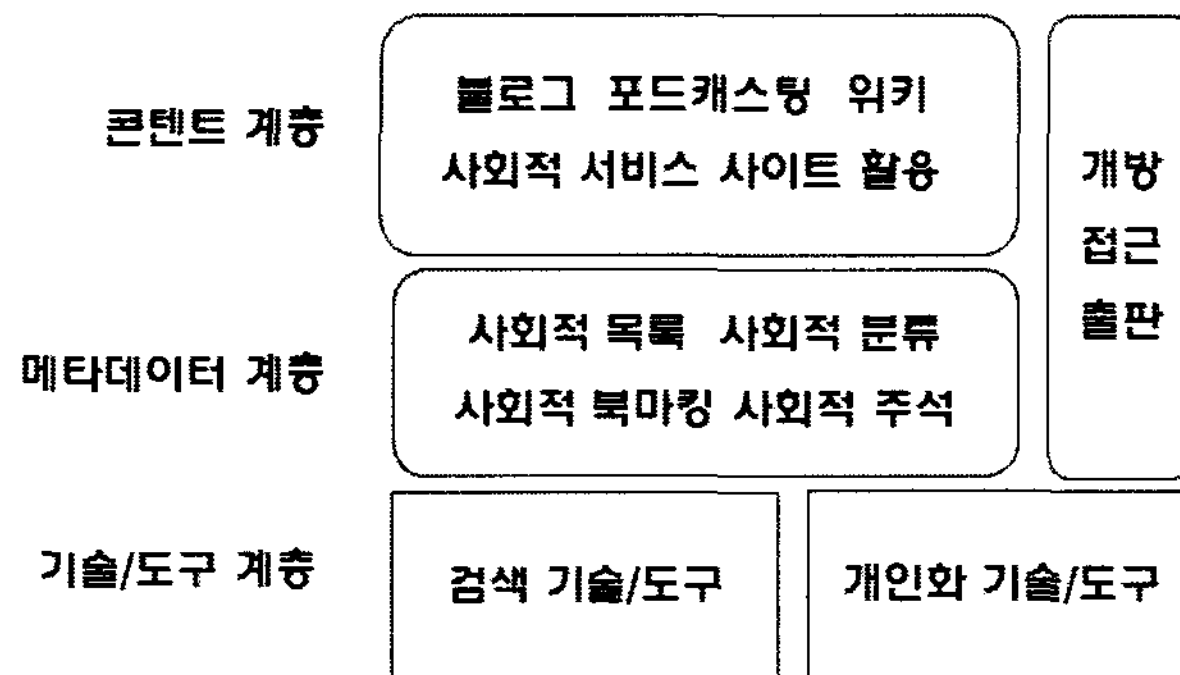 콘텐트 계층
블로그 포드캐스팅 위키
사회적 서비스 사이트 활용
개방
접근
출판
메타데이터 계층
사회적 목록 사회적 분류
사회적 북마킹 사회적 주석
기술/도구 계층
검색 기술/도구
개인화 기술/도구